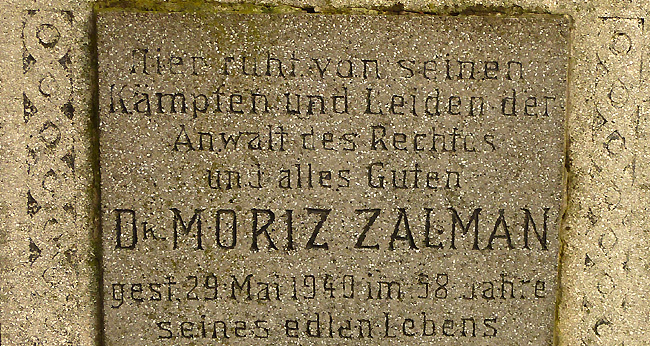 Hier ruht von seinen
Kämpfen und Leiden der
Anwalt des Rechtes
und alles Guten
DR. MORIZ ZALMAN
gest. 29. Mai 1940 im 58 Jahre
seines edlen Lebens